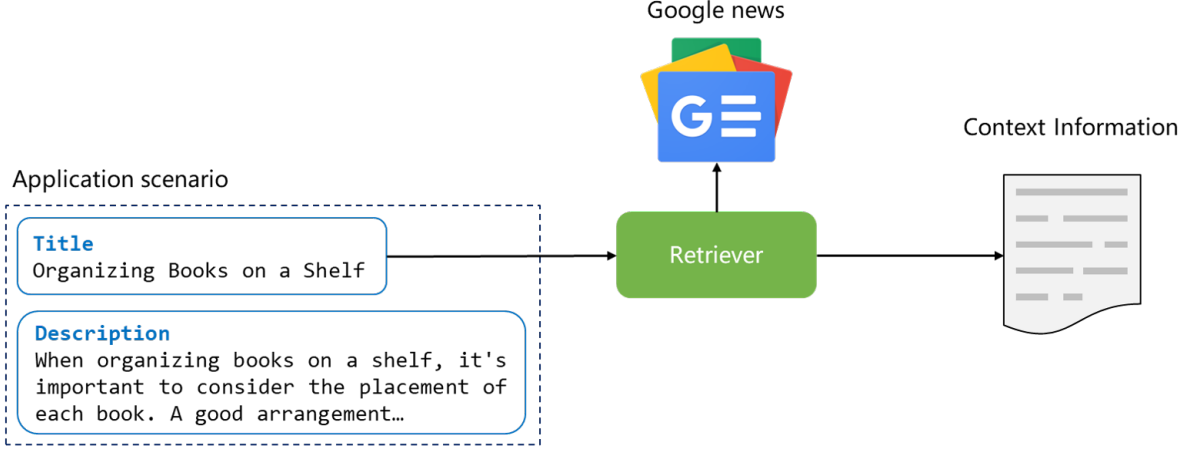 Google news
GE
Context Information
Application scenario
Title
Organizing Books on a Shelf
Retriever
Description
When organizing books on a shelf, it's
important to consider the placement of
each book. A good arrangement…